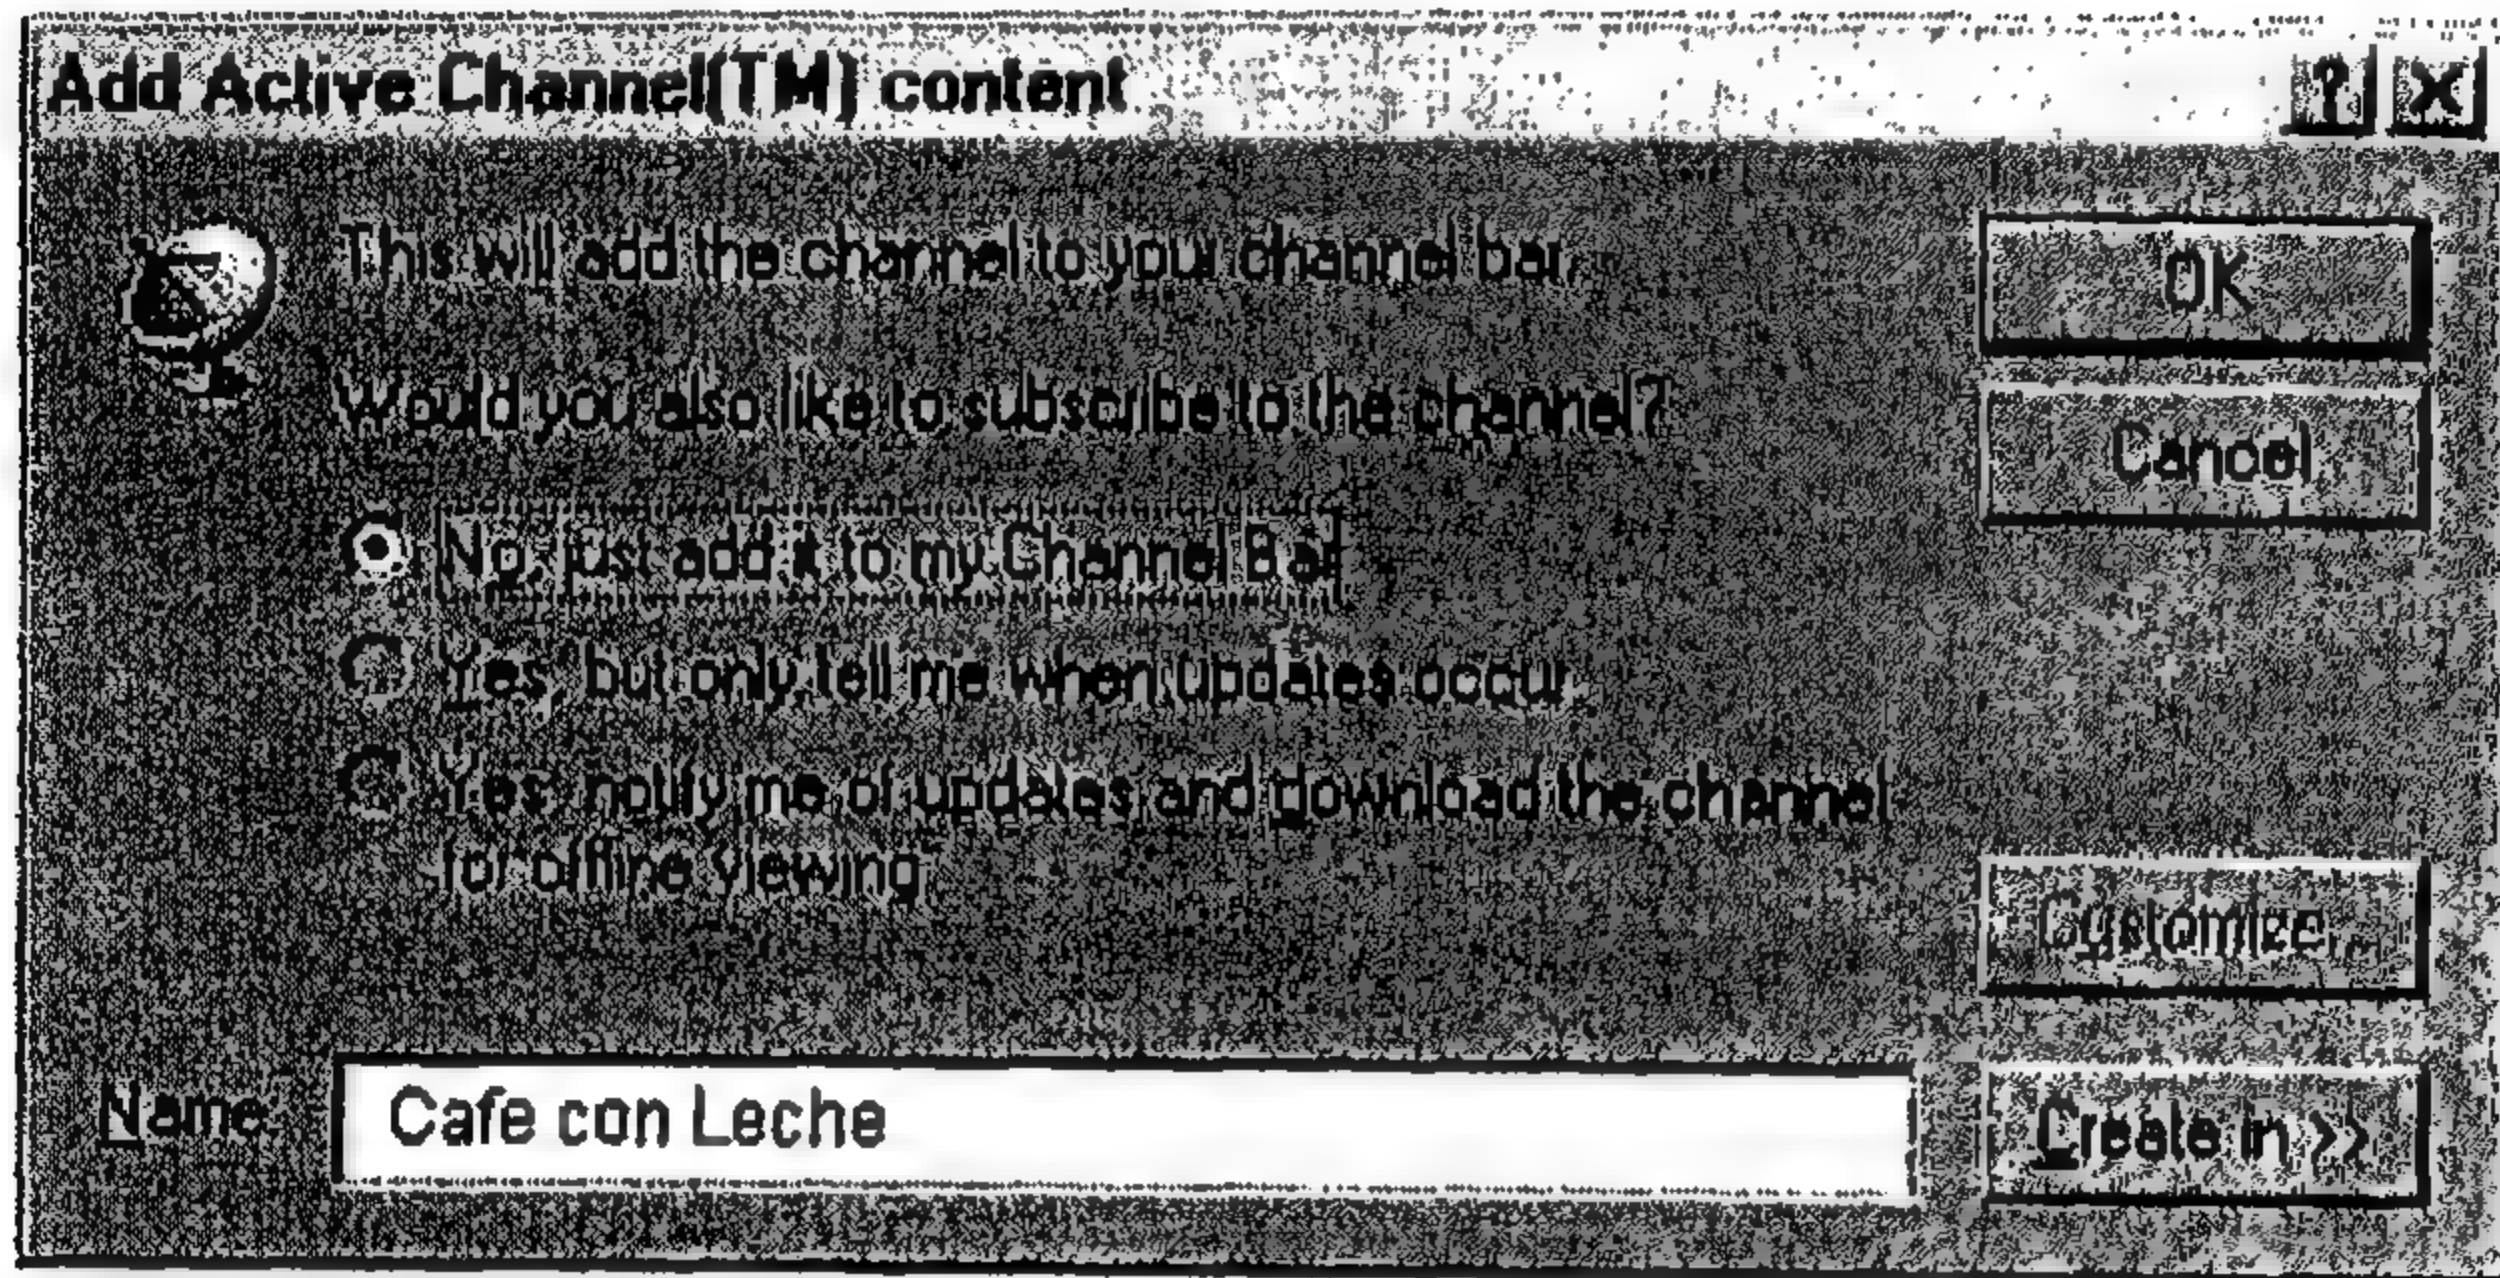 Add Active Channel(TM) content ? X
This will add the channel to your channel bar.
OK
Would you also like to subscribe to the channel?
Cancel
No, just add it to my Channel Bar
Yes, but only tell me when updates occur.
Yes, notify me of updates and download the channel
for offline viewing
Customize...
Name: Cafe con Leche
Create in >>